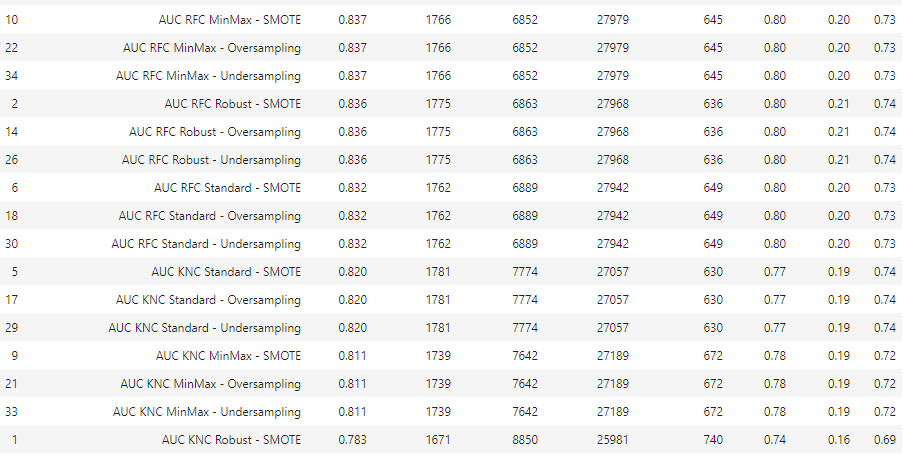 10 AUC RFC MinMax - SMOTE 0.837 1766 6852 27979 645 0.80 0.20 0.73
22 AUC RFC MinMax - Oversampling 0.837 1766 6852 27979 645 0.80 0.20 0.73
34 AUC RFC MinMax - Undersampling 0.837 1766 6852 27979 645 0.80 0.20 0.73
2 AUC RFC Robust - SMOTE 0.836 1775 6863 27968 636 0.80 0.21 0.74
14 AUC RFC Robust - Oversampling 0.836 1775 6863 27968 636 0.80 0.21 0.74
26 AUC RFC Robust - Undersampling 0.836 1775 6863 27968 636 0.80 0.21 0.74
6 AUC RFC Standard - SMOTE 0.832 1762 6889 27942 649 0.80 0.20 0.73
18 AUC RFC Standard - Oversampling 0.832 1762 6889 27942 649 0.80 0.20 0.73
30 AUC RFC Standard - Undersampling 0.832 1762 6889 27942 649 0.80 0.20 0.73
5 AUC KNC Standard - SMOTE 0.820 1781 7774 27057 630 0.77 0.19 0.74
17 AUC KNC Standard - Oversampling 0.820 1781 7774 27057 630 0.77 0.19 0.74
29 AUC KNC Standard - Undersampling 0.820 1781 7774 27057 630 0.77 0.19 0.74
9 AUC KNC MinMax - SMOTE 0.811 1739 7642 27189 672 0.78 0.19 0.72
21 AUC KNC MinMax - Oversampling 0.811 1739 7642 27189 672 0.78 0.19 0.72
33 AUC KNC MinMax - Undersampling 0.811 1739 7642 27189 672 0.78 0.19 0.72
1 AUC KNC Robust - SMOTE 0.783 1671 8850 25981 740 0.74 0.16 0.69